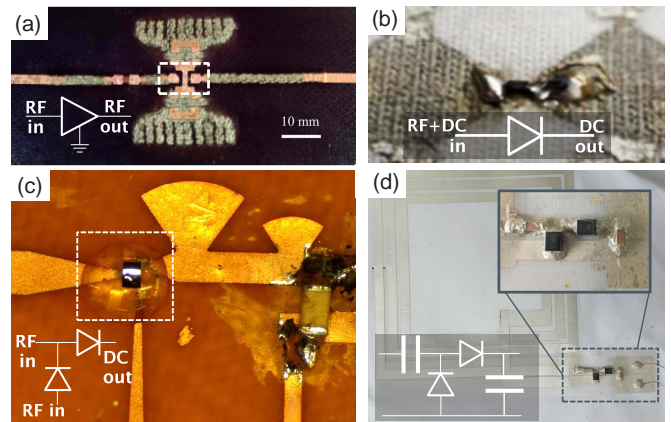 (a)
RF
in
RF
out
10 mm
(b)
RF+DC
in
DC
out
(c)
RF
in
DC
out
RF in
(d)